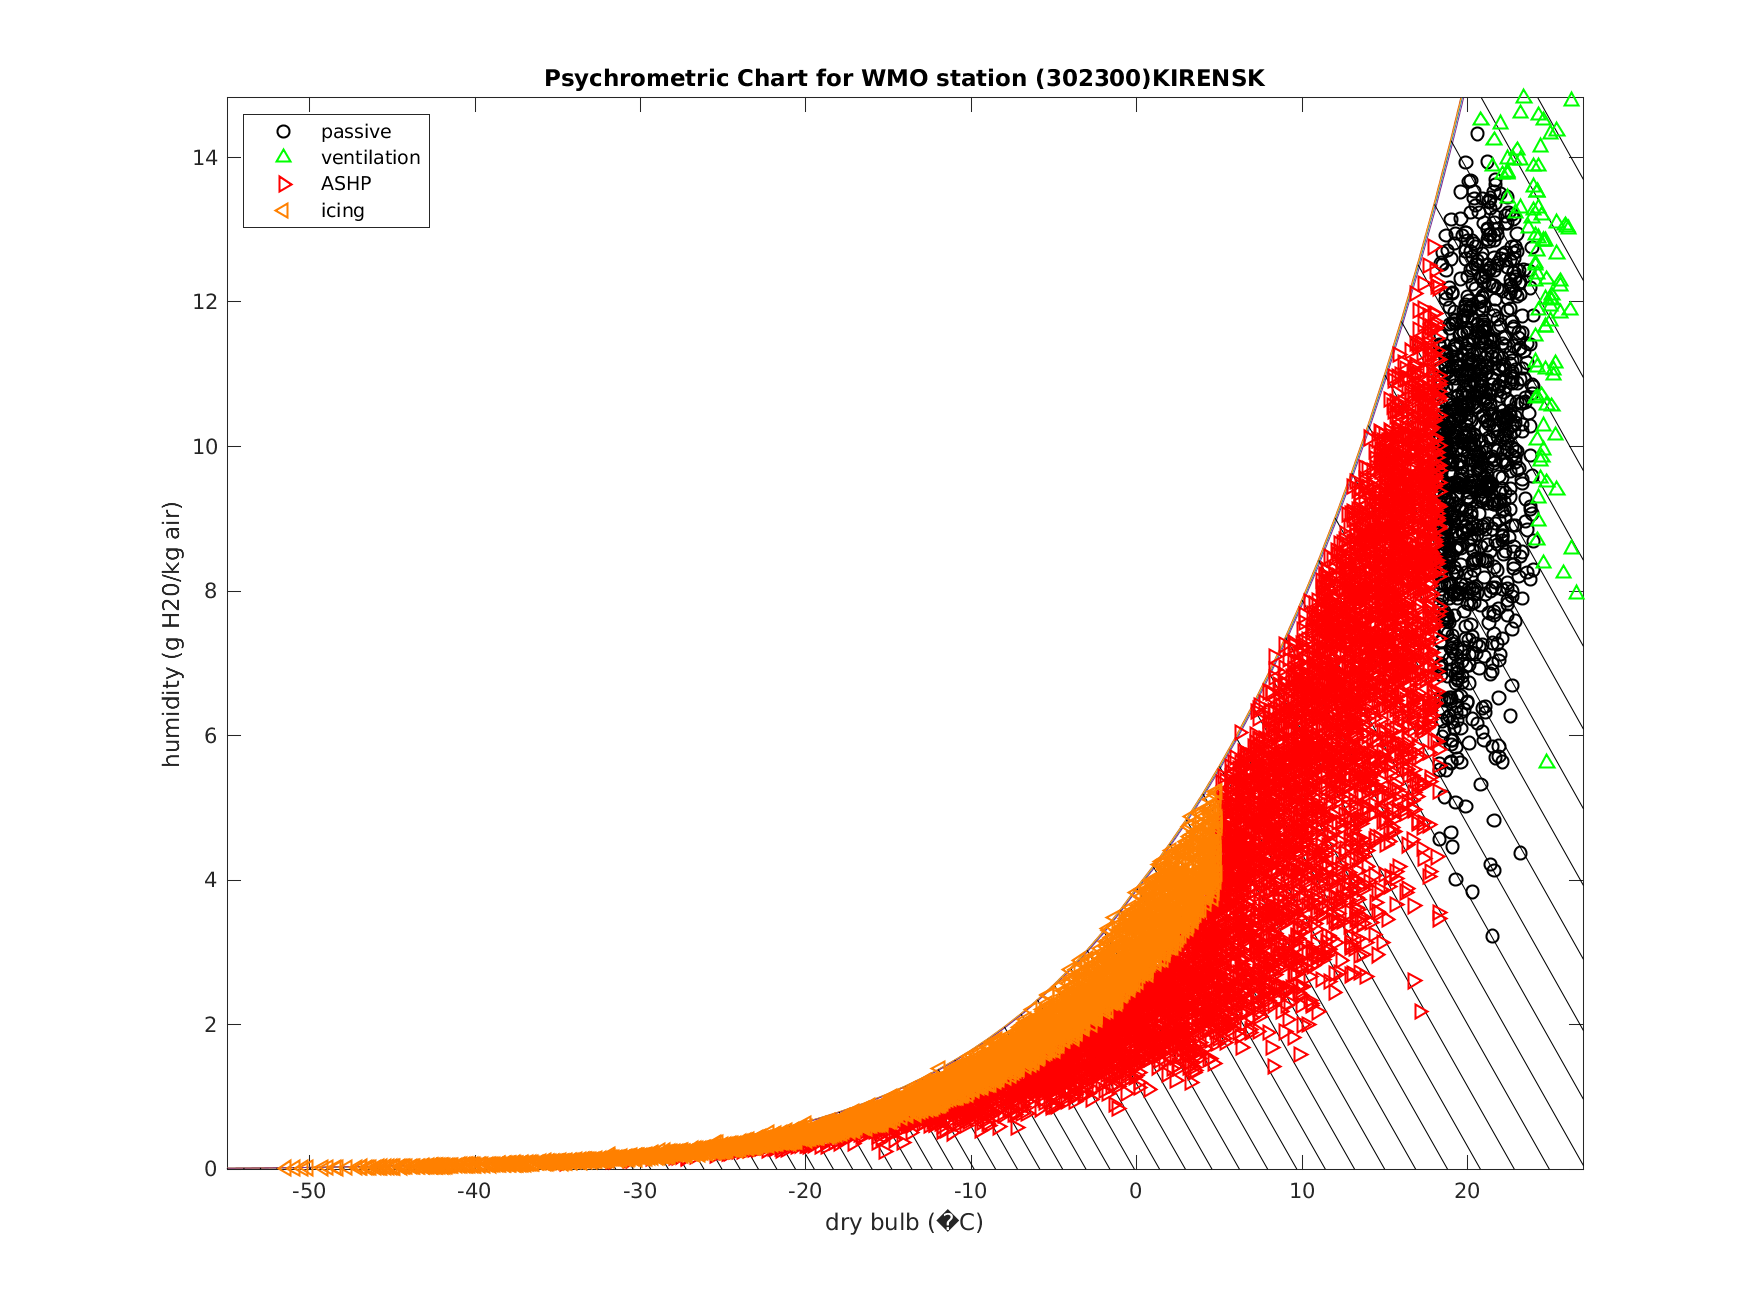 Psychrometric Chart for WMO station (302300)KIRENSK
passive
ventilation
ASHP
icing
humidity (g H20/kg air)
14
12
10
8
6
4
2
0
-50 -40 -30 -20 -10 0 10 20
dry bulb (�C)